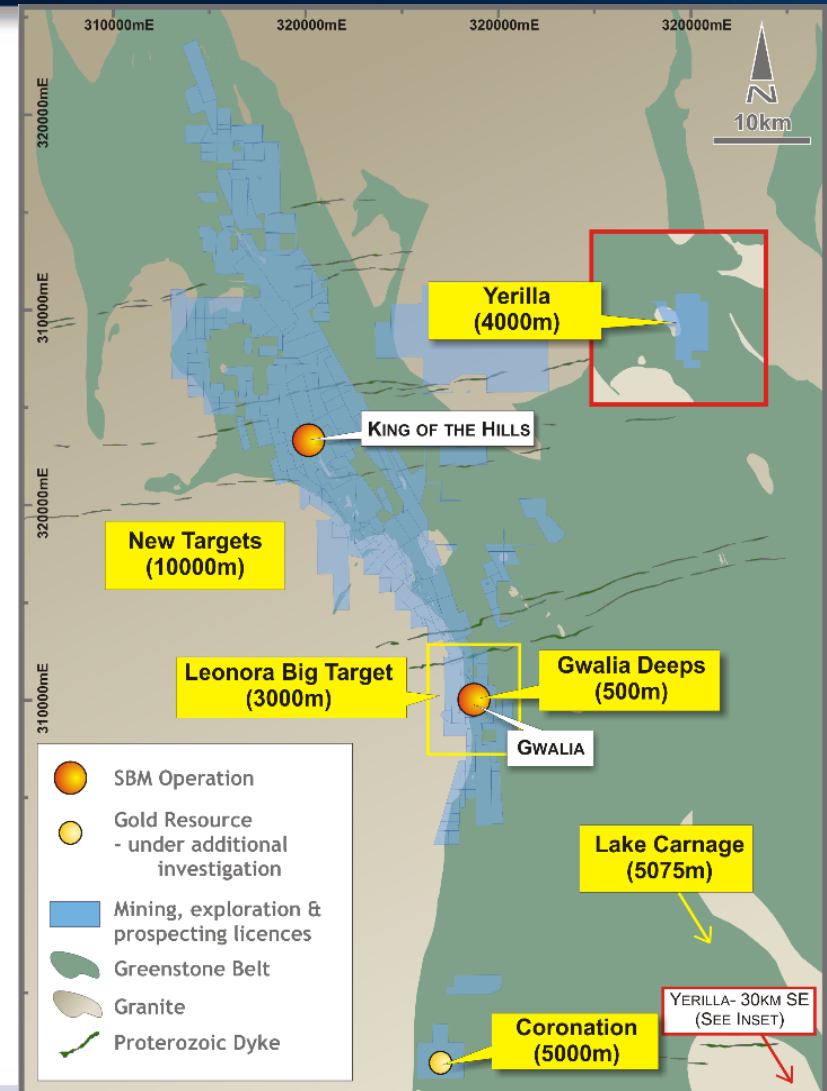 310000mE
320000mE
320000mE
320000mE
N
10km
320000mE
310000mE
320000mE
310000mE
Yerilla
(4000m)
KING OF THE HILLS
New Targets
(10000m)
Leonora Big Target
(3000m)
Gwalia Deeps
(500m)
GWALIA
SBM Operation
Gold Resource
- under additional
investigation
Mining, exploration &
prospecting licences
Greenstone Belt
Granite
Proterozoic Dyke
Lake Carnage
(5075m)
YERILLA- 30KM SE
(SEE INSET)
Coronation
(5000m)